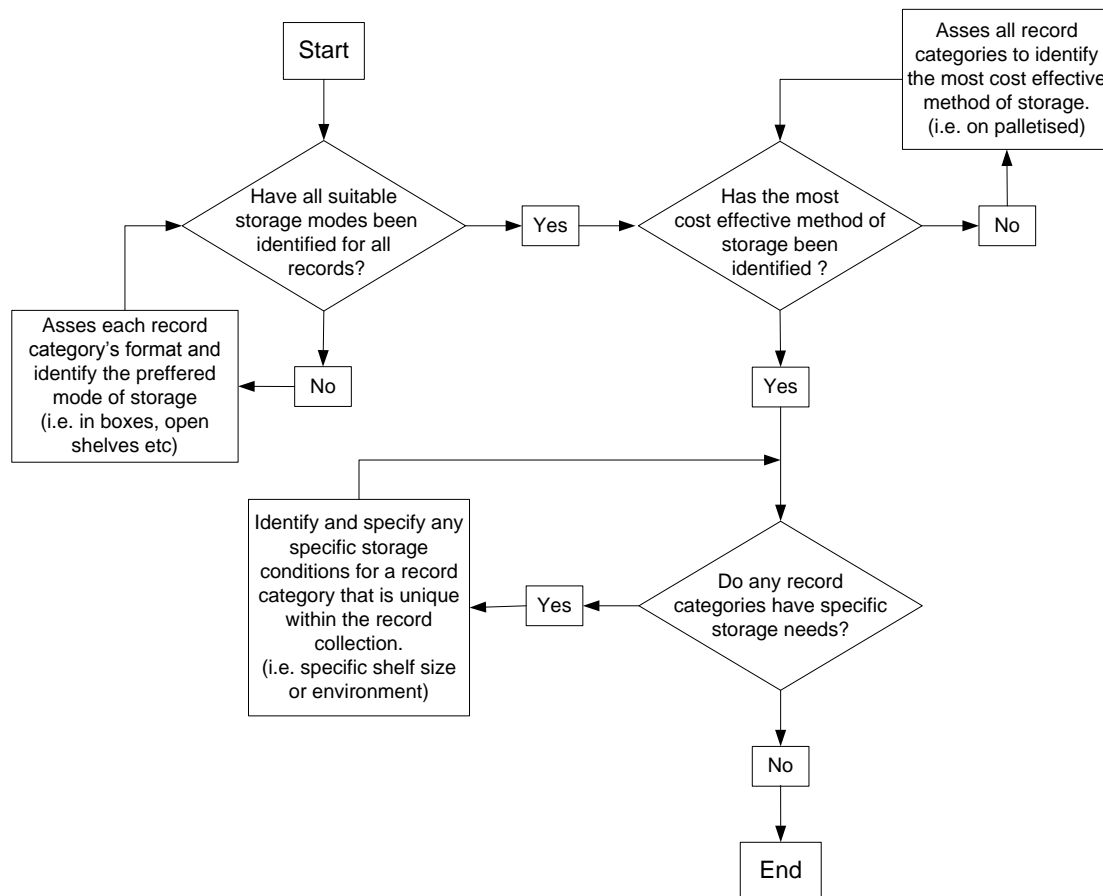 Start
Have all suitable
storage modes been
identified for all
records?
Yes
No
Asses each record
category's format and
identify the preffered
mode of storage
(i.e. in boxes, open
shelves etc)
Has the most
cost effective method of
storage been
identified ?
No
Asses all record
categories to identify
the most cost effective
method of storage.
(i.e. on palletised)
Yes
Do any record
categories have specific
storage needs?
Yes
Identify and specify any
specific storage
conditions for a record
category that is unique
within the record
collection.
(i.e. specific shelf size
or environment)
No
End